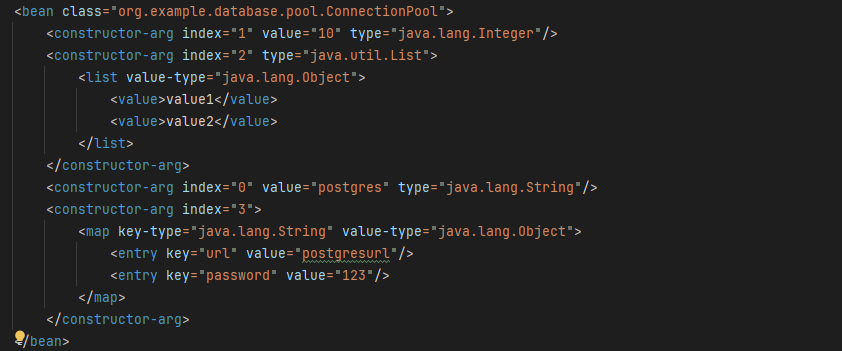 <bean class="org.example.database.pool.ConnectionPool">
    <constructor-arg index="1" value="10" type="java.lang.Integer"/>
    <constructor-arg index="2" type="java.util.List">
        <list value-type="java.lang.Object">
            <value>value1</value>
            <value>value2</value>
        </list>
    </constructor-arg>
    <constructor-arg index="0" value="postgres" type="java.lang.String"/>
    <constructor-arg index="3">
        <map key-type="java.lang.String" value-type="java.lang.Object">
            <entry key="url" value="postgresurl"/>
            <entry key="password" value="123"/>
        </map>
    </constructor-arg>
</bean>